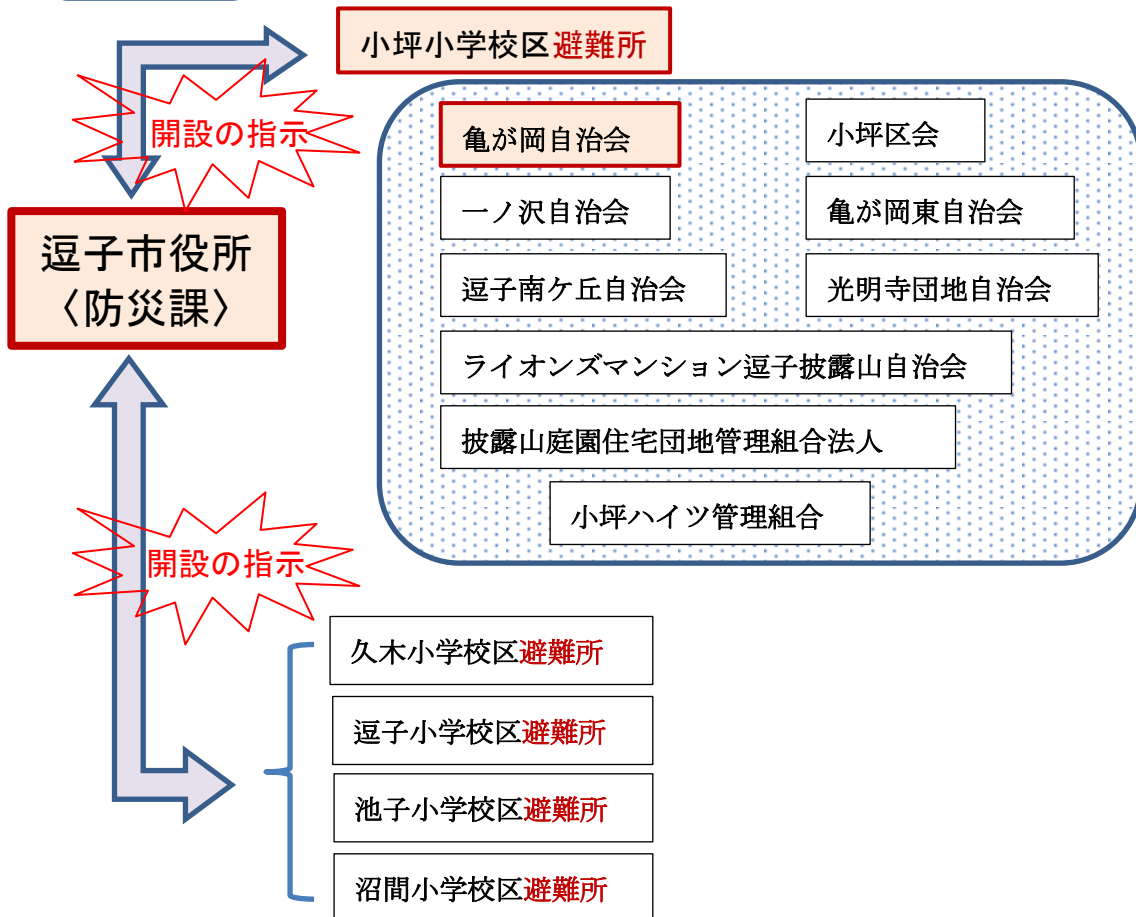 小坪小学校区避難所
開設の指示
亀が岡自治会
小坪区会
一ノ沢自治会
亀が岡東自治会
逗子市役所
〈防災課〉
逗子南ケ丘自治会
光明寺団地自治会
ライオンズマンション逗子披露山自治会
披露山庭園住宅団地管理組合法人
小坪ハイツ管理組合
開設の指示
久木小学校区避難所
逗子小学校区避難所
池子小学校区避難所
沼間小学校区避難所